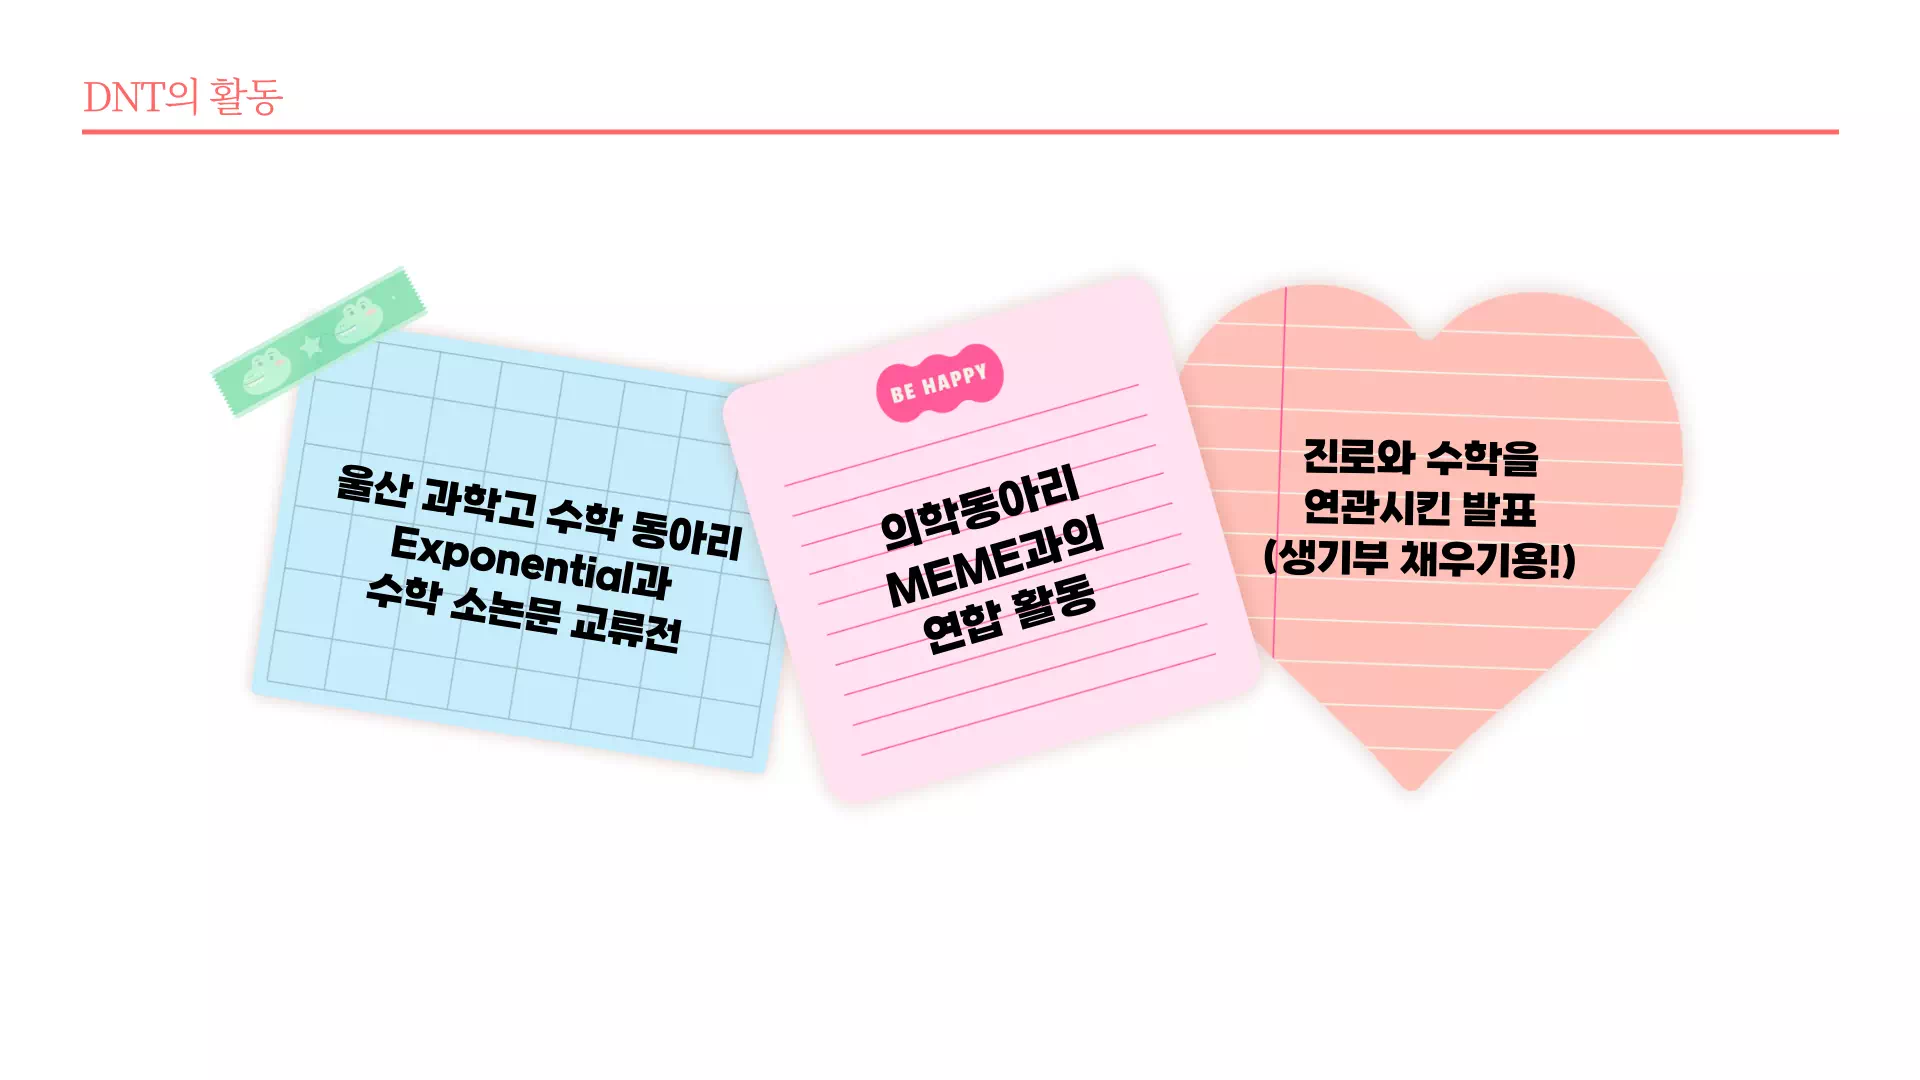 DNT의 활동
울산 과학고 수학 동아리
Exponential과
수학 소논문 교류전
BE HAPPY
의학동아리
MEME과의
연합 활동
진로와 수학을
연관시킨 발표
(생기부 채우기용!)